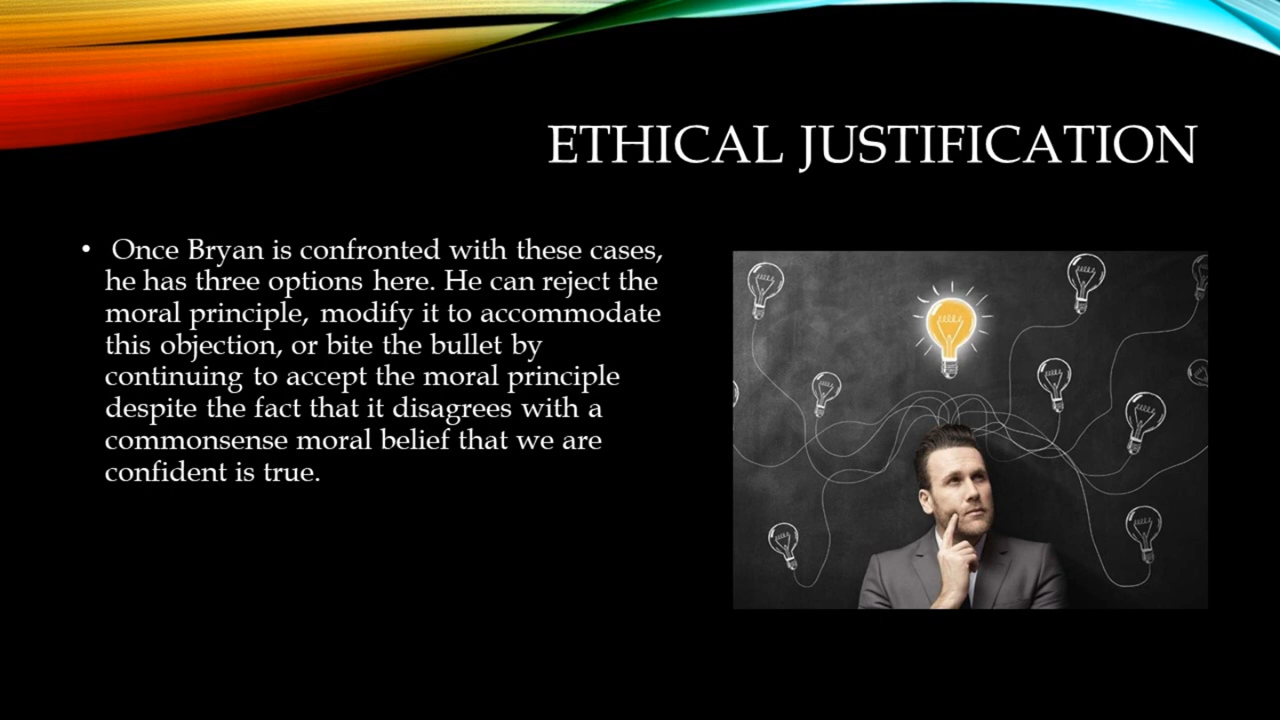 ETHICAL JUSTIFICATION
• Once Bryan is confronted with these cases,
he has three options here. He can reject the
moral principle, modify it to accommodate
this objection, or bite the bullet by
continuing to accept the moral principle
despite the fact that it disagrees with a
commonsense moral belief that we are
confident is true.